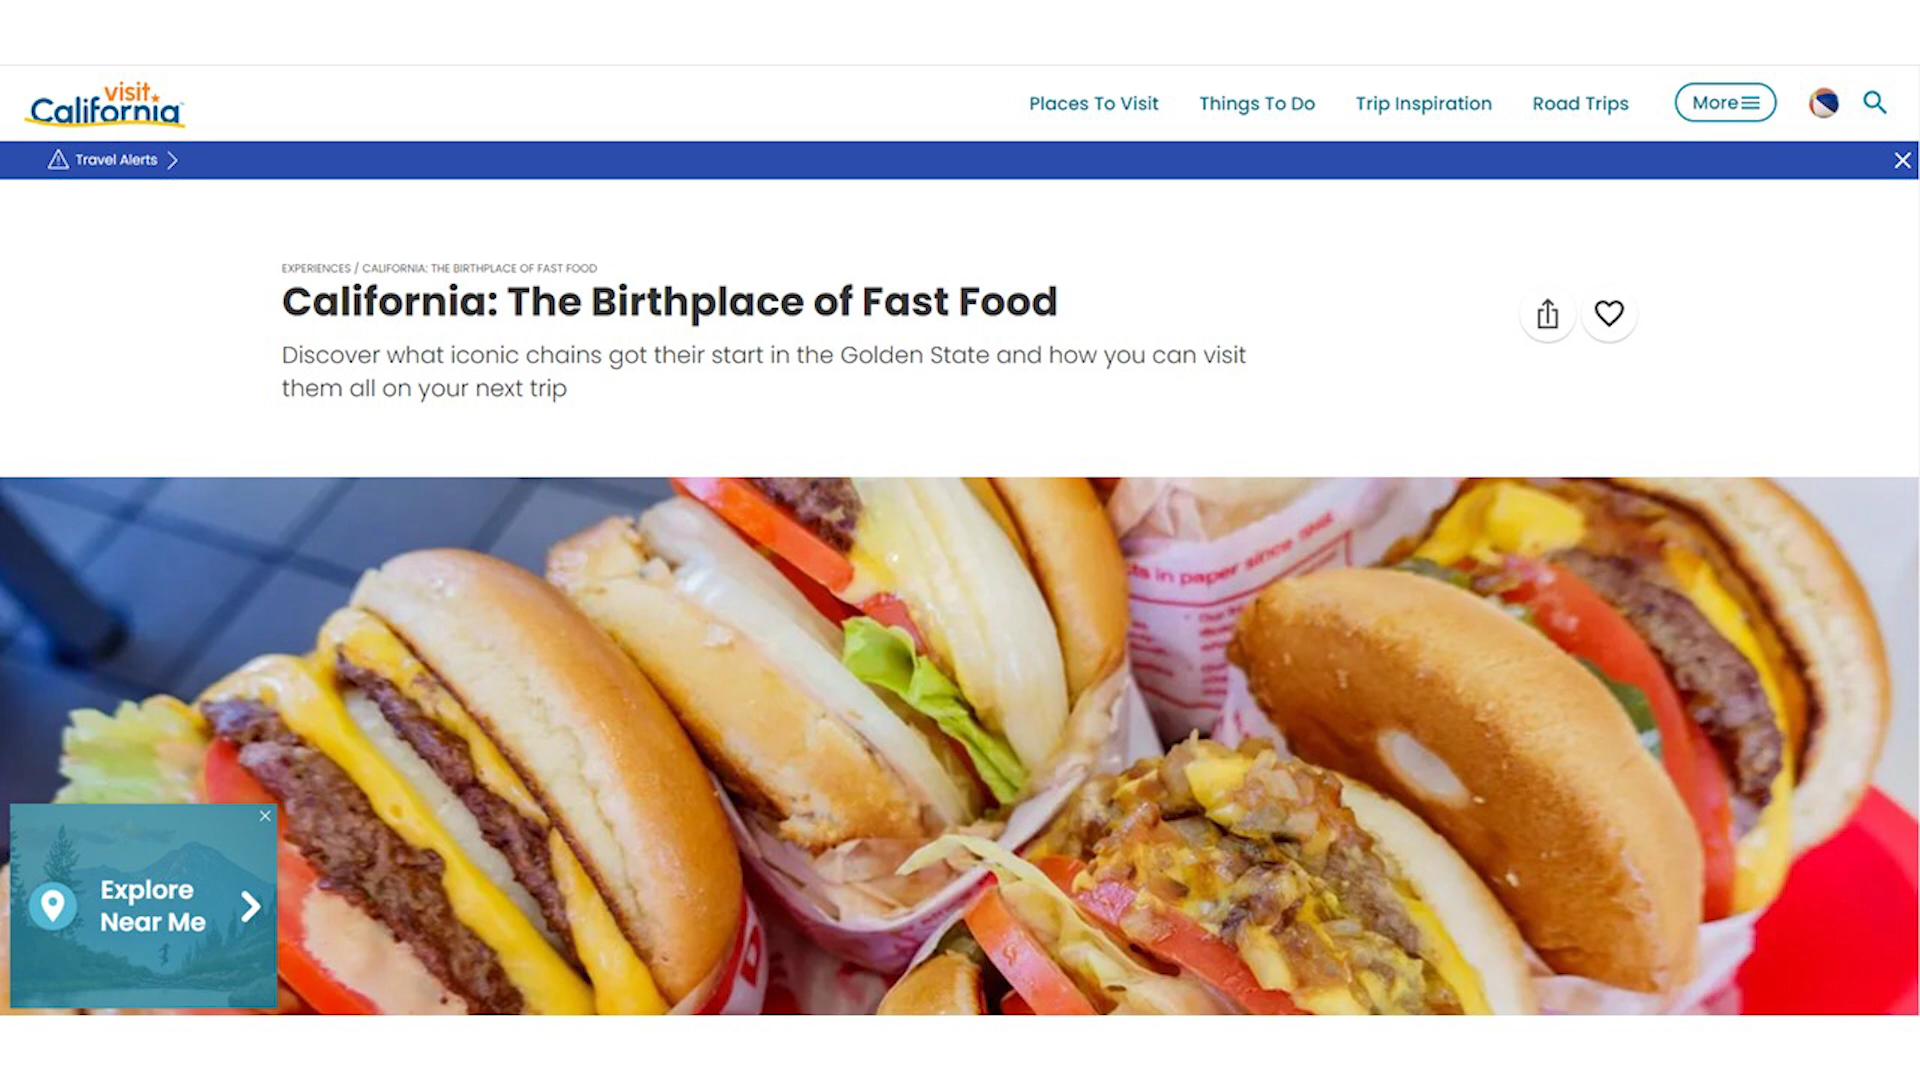 visit
California
Places To Visit
Things To Do
Trip Inspiration
Road Trips
More
Travel Alerts
EXPERIENCES / CALIFORNIA: THE BIRTHPLACE OF FAST FOOD
California: The Birthplace of Fast Food
Discover what iconic chains got their start in the Golden State and how you can visit
them all on your next trip
in paper since
Explore
Near Me